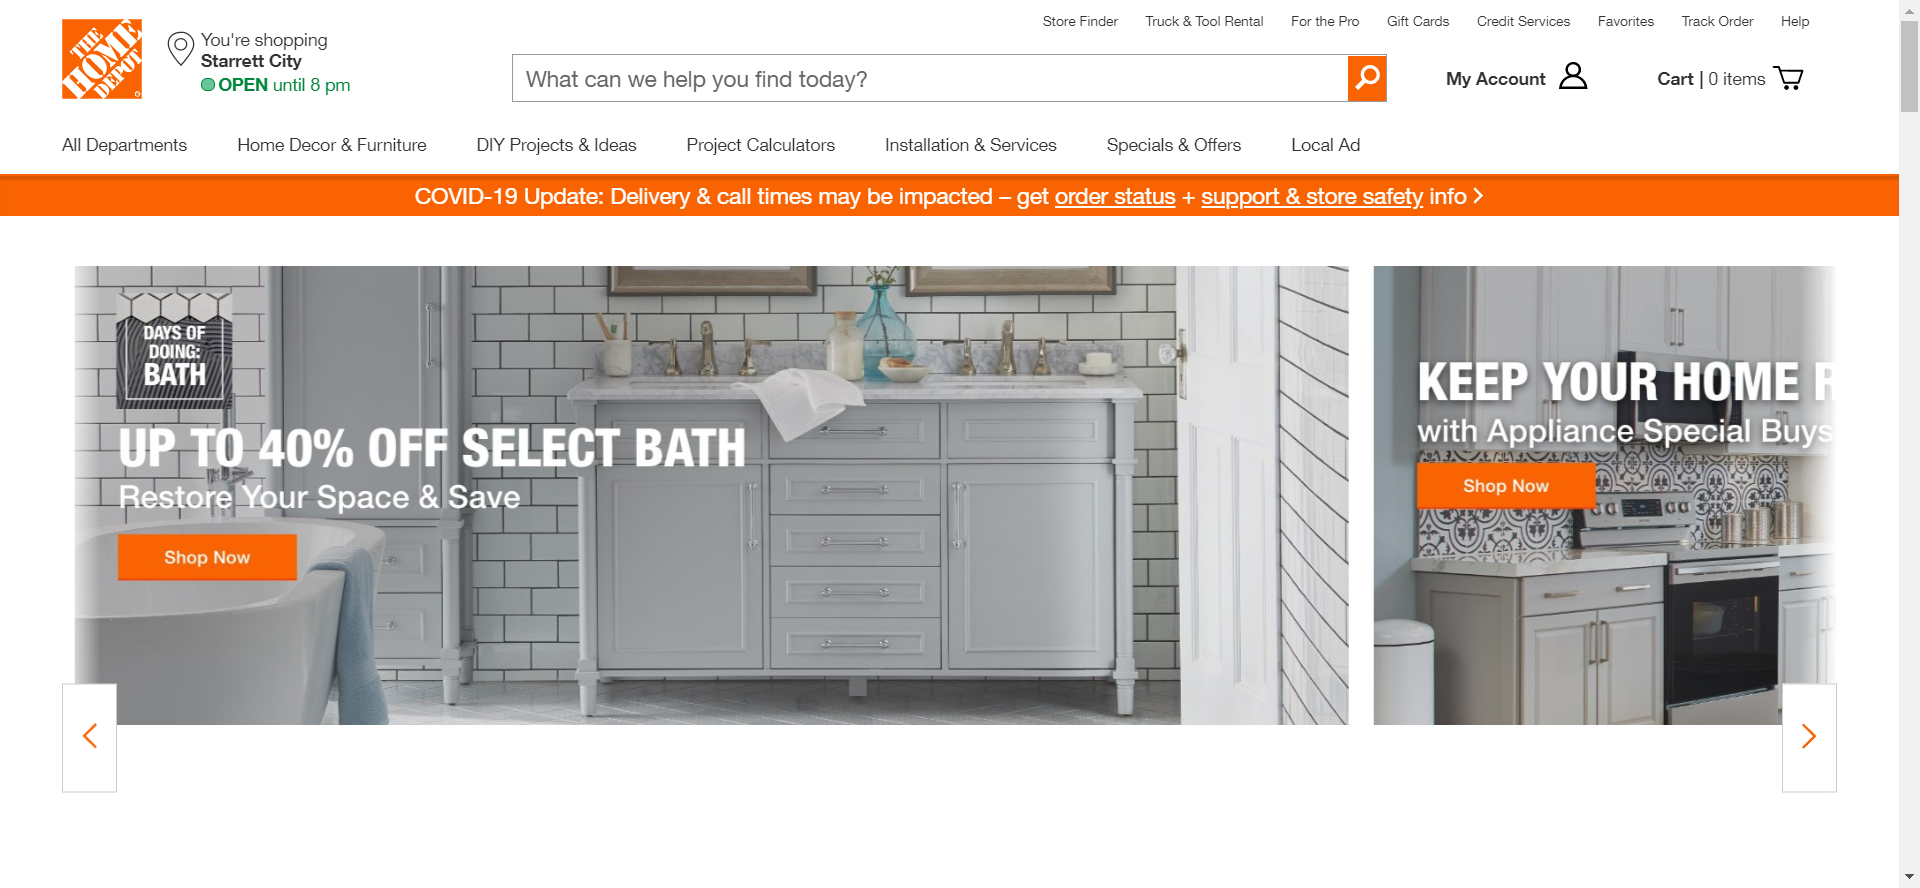 Store Finder
Truck & Tool Rental
For the Pro
Gift Cards
Credit Services
Favorites
Track Order
Help
THE
HOME
DEPOT
You're shopping
Starrett City
OPEN until 8 pm
What can we help you find today?
My Account
Cart | 0 items
All Departments
Home Decor & Furniture
DIY Projects & Ideas
Project Calculators
Installation & Services
Specials & Offers
Local Ad
COVID-19 Update: Delivery & call times may be impacted – get order status + support & store safety info >
DAYS OF
DOING:
BATH
UP TO 40% OFF SELECT BATH
Restore Your Space & Save
Shop Now
KEEP YOUR HOME R
with Appliance Special Buys
Shop Now